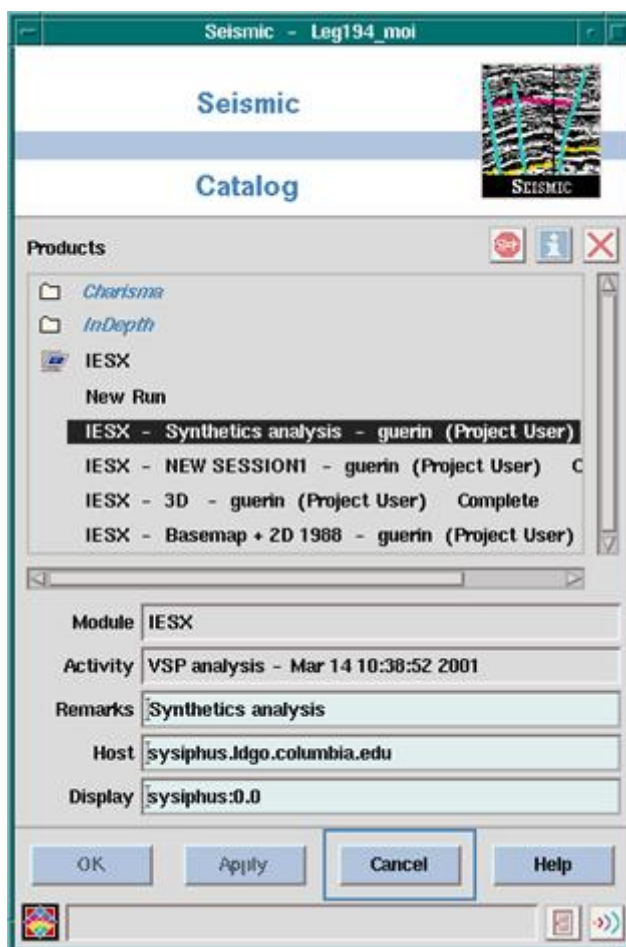 Seismic - Leg194_moi
Seismic
Catalog
SEISMIC
Products
Stop
i
Charisma
InDepth
IESX
New Run
IESX - Synthetics analysis - guerin (Project User)
IESX - NEW SESSION1 - guerin (Project User) C
IESX - 3D - guerin (Project User) Complete
IESX - Basemap + 2D 1988 - guerin (Project User)
Module IESX
Activity VSP analysis - Mar 14 10:38:52 2001
Remarks Synthetics analysis
Host sysiphus.ldgo.columbia.edu
Display sysiphus:0.0
OK Apply Cancel Help